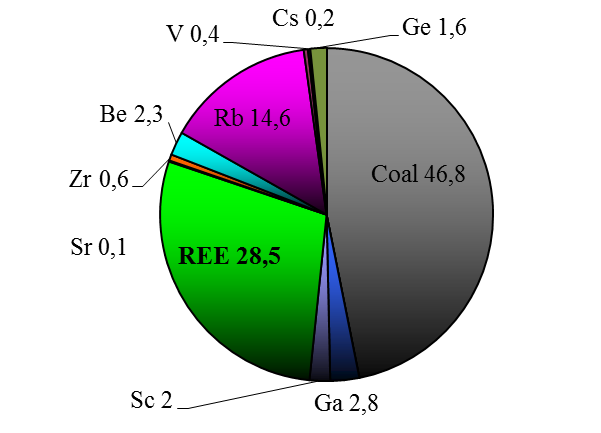 Cs 0,2
V 0,4
Ge 1,6
Be 2,3
Rb 14,6
Coal 46,8
Zr 0,6
Sr 0,1
REE 28,5
Sc 2
Ga 2,8